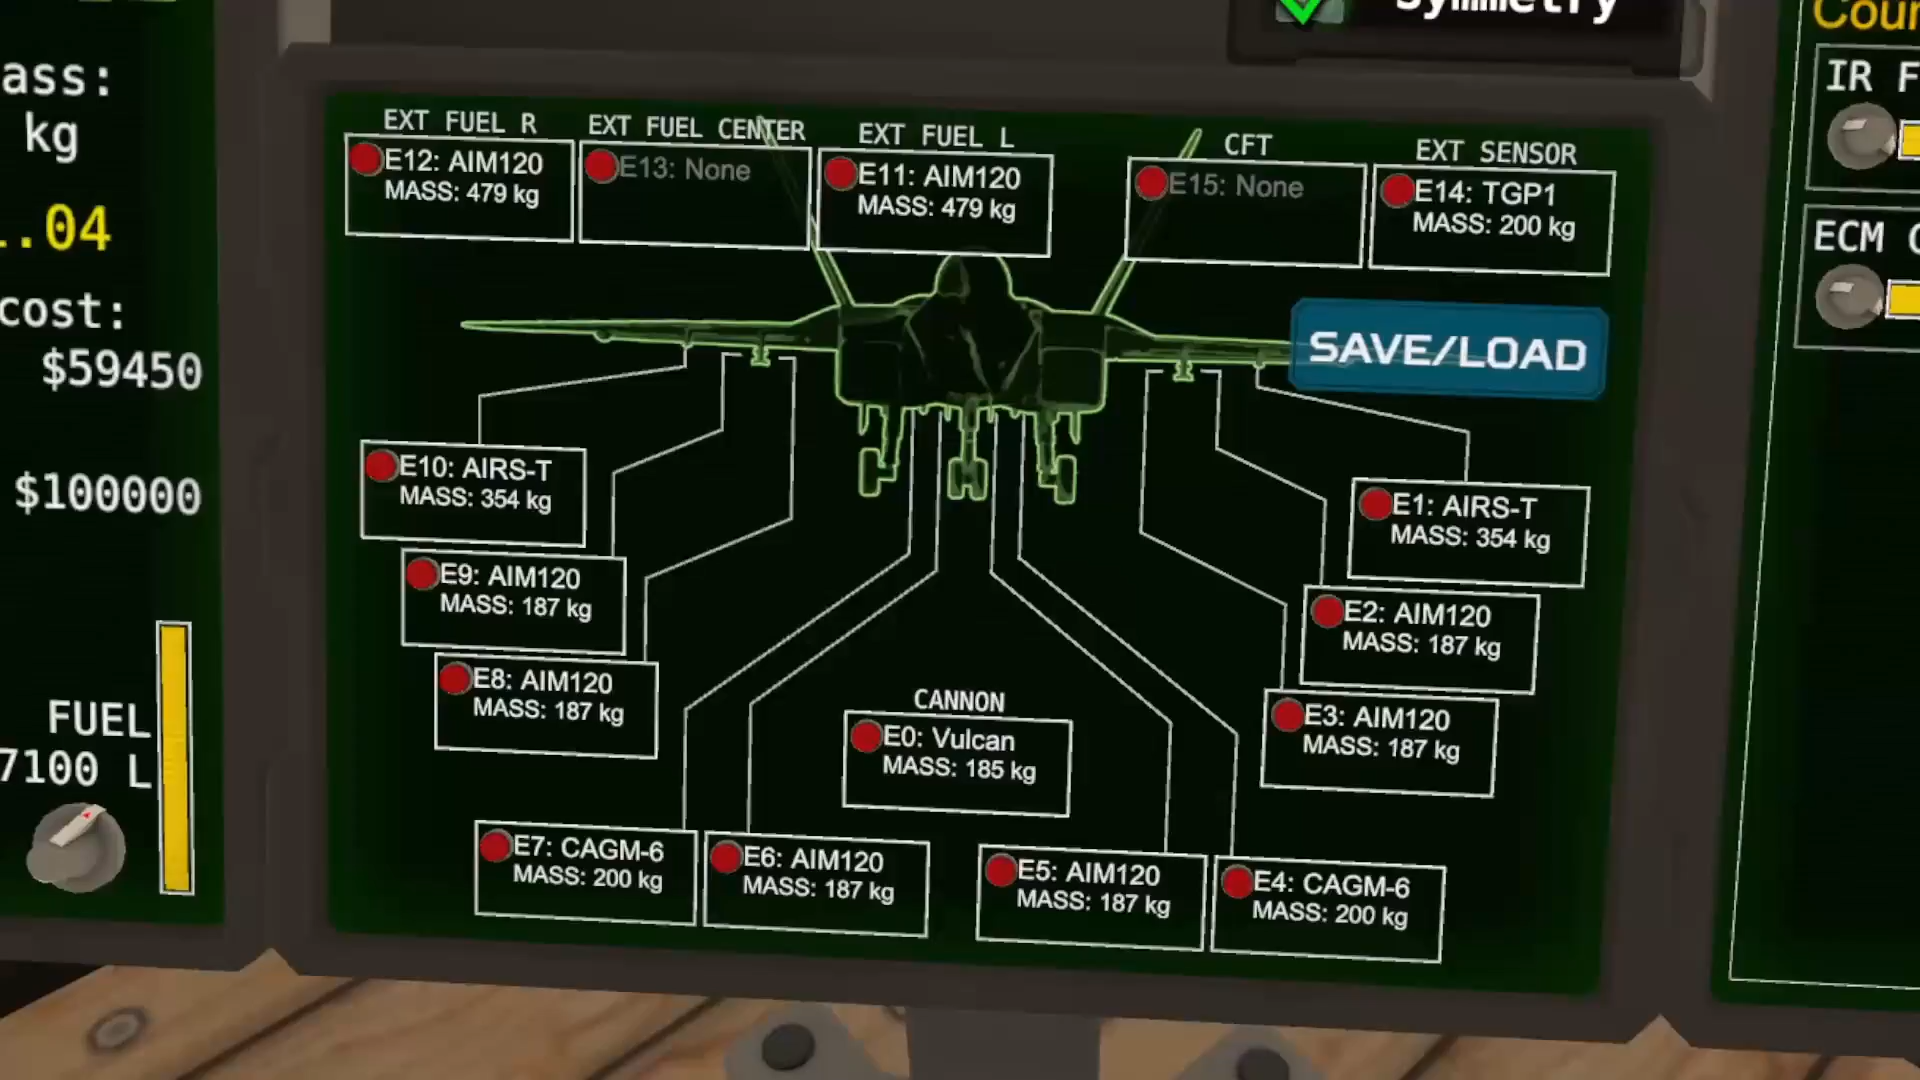 Symmetry
ass:
kg
.04
cost:
$59450
$100000
FUEL
7100 L
EXT FUEL R
E12: AIM120
MASS: 479 kg
EXT FUEL CENTER
E13: None
EXT FUEL L
E11: AIM120
MASS: 479 kg
CFT
E15: None
EXT SENSOR
E14: TGP1
MASS: 200 kg
SAVE/LOAD
E10: AIRS-T
MASS: 354 kg
E1: AIRS-T
MASS: 354 kg
E9: AIM120
MASS: 187 kg
E2: AIM120
MASS: 187 kg
E8: AIM120
MASS: 187 kg
E3: AIM120
MASS: 187 kg
CANNON
E0: Vulcan
MASS: 185 kg
E7: CAGM-6
MASS: 200 kg
E6: AIM120
MASS: 187 kg
E5: AIM120
MASS: 187 kg
E4: CAGM-6
MASS: 200 kg
Cour
IR F
ECM C